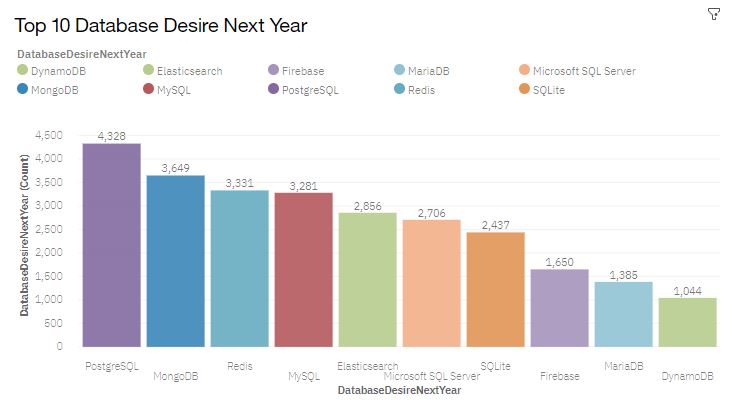 Top 10 Database Desire Next Year
DatabaseDesireNextYear
DynamoDB Elasticsearch Firebase MariaDB Microsoft SQL Server
MongoDB MySQL PostgreSQL Redis SQLite
DatabaseDesireNextYear (Count)
4,500
4,000
3,500
3,000
2,500
2,000
1,500
1,000
500
0
4,328
3,649
3,331
3,281
2,856
2,706
2,437
1,650
1,385
1,044
PostgreSQL
MongoDB
Redis
MySQL
Elasticsearch
Microsoft SQL Server
SQLite
Firebase
MariaDB
DynamoDB
DatabaseDesireNextYear